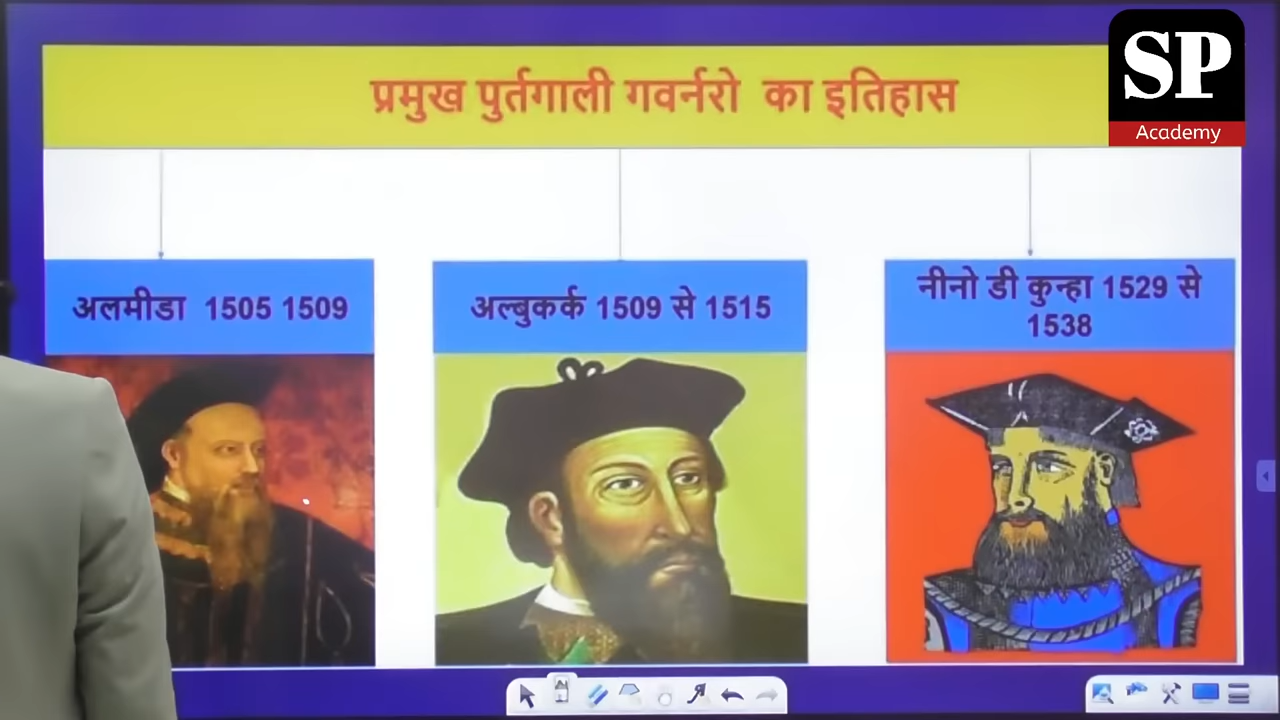 SP
Academy
प्रमुख पुर्तगाली गवर्नरो का इतिहास
अलमीडा 1505 1509
अल्बुकर्क 1509 से 1515
नीनो डी कुन्हा 1529 से
1538